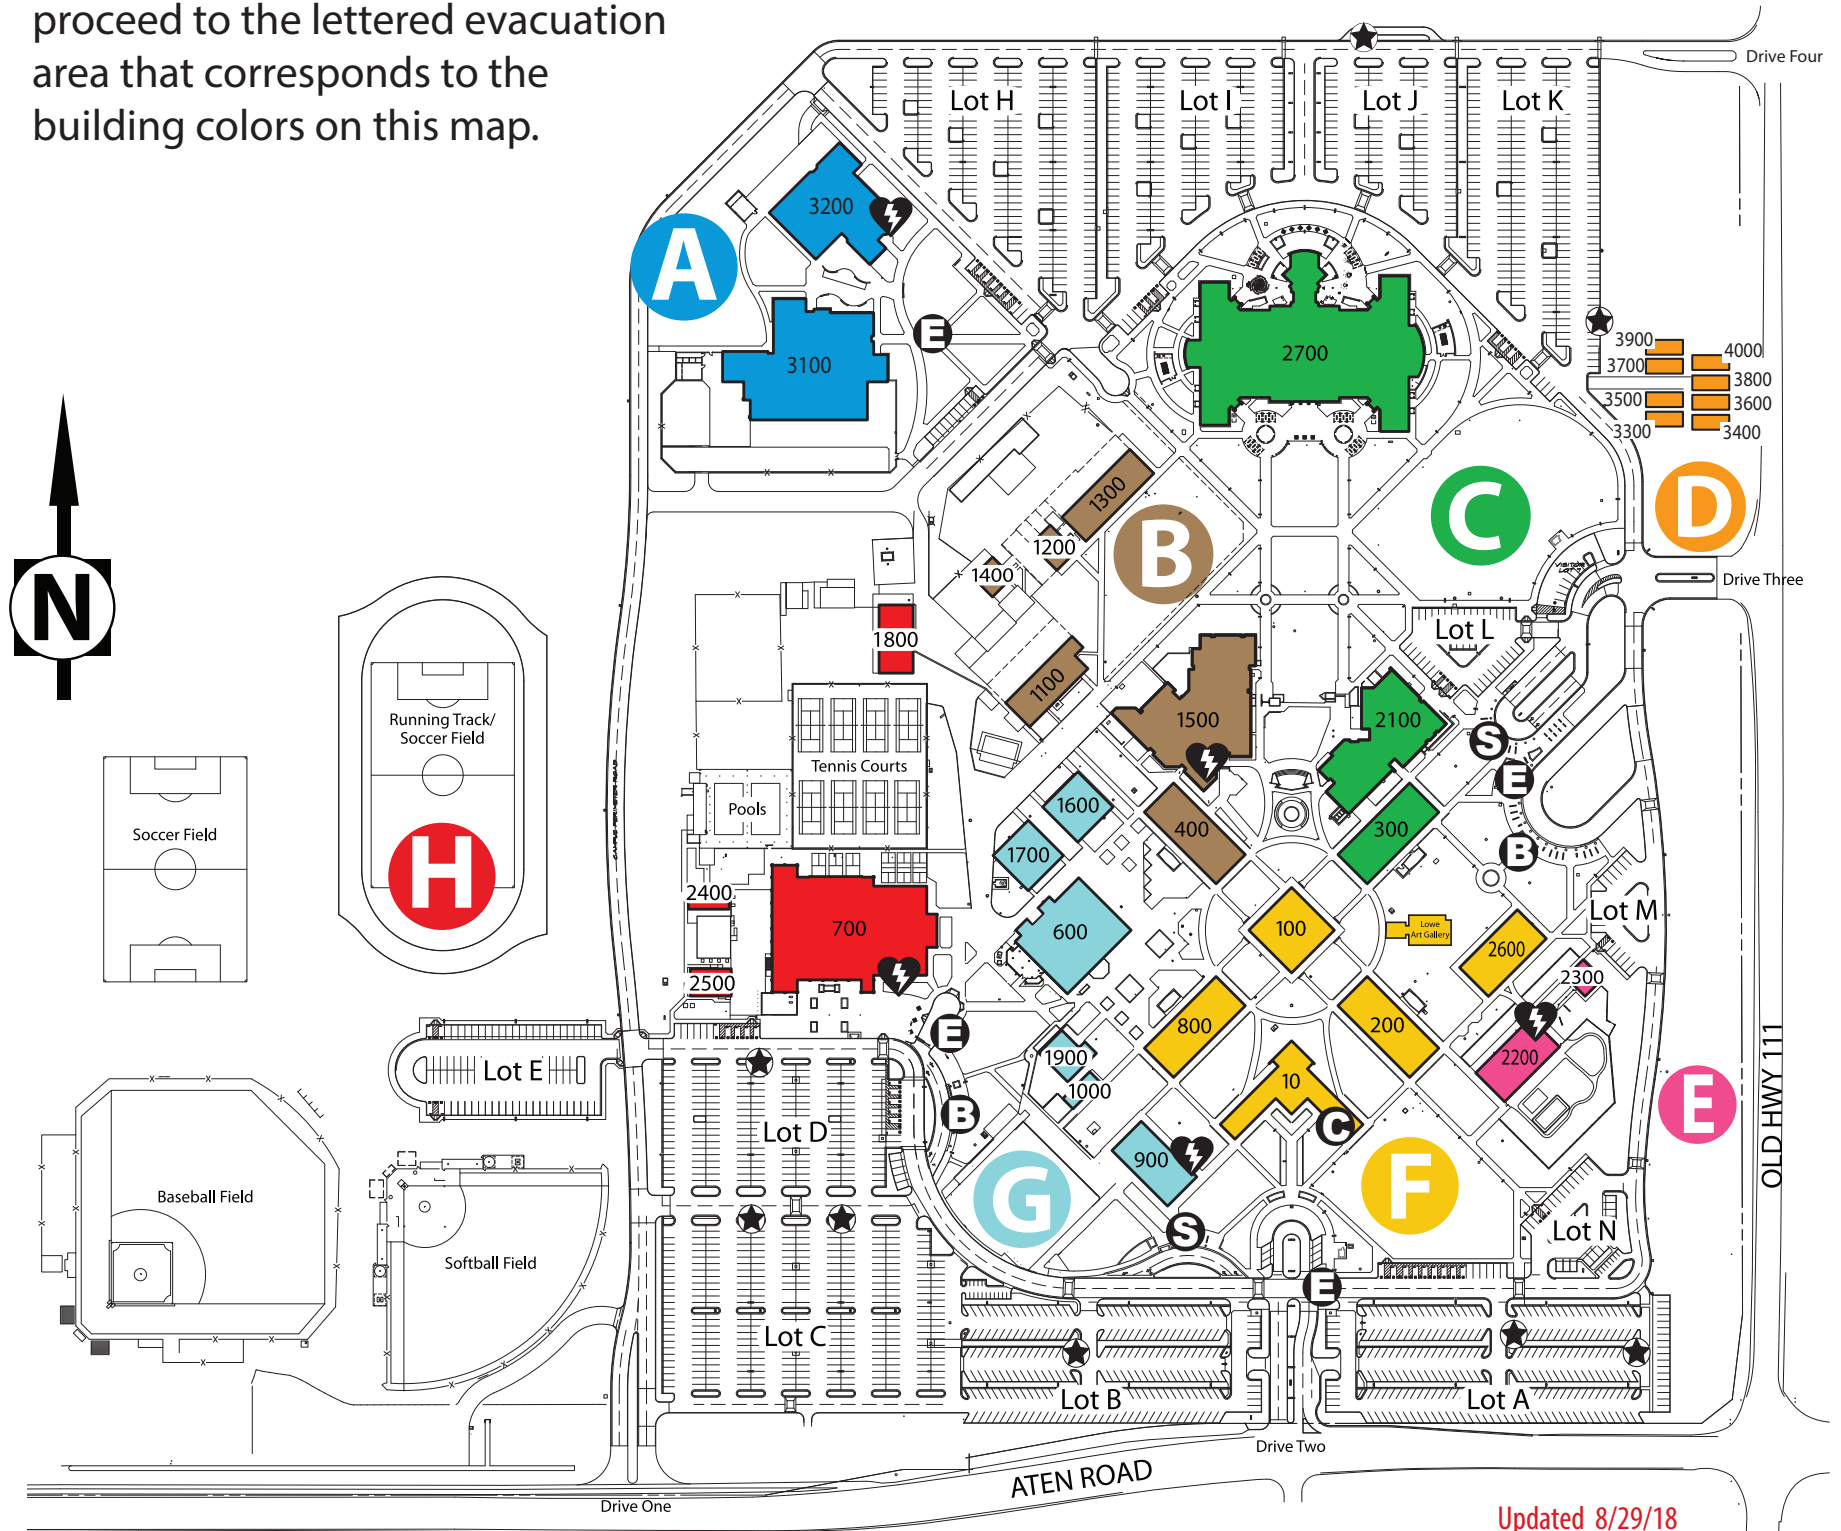 proceed to the lettered evacuation
area that corresponds to the
building colors on this map.
Drive Four
Lot H
Lot I
Lot J
Lot K
3200
A
E
3100
2700
3900
4000
3700
3800
3500
3600
3300
3400
1300
B
C
D
1200
1400
Drive Three
N
1800
Lot L
1100
Running Track/
Soccer Field
1500
2100
S
Tennis Courts
E
Pools
1600
Soccer Field
400
300
B
1700
H
2400
700
600
100
Lowe
Art Gallery
Lot M
2600
2500
2300
800
200
E
1900
2200
OLD HWY 111
Lot E
10
1000
E
B
C
Lot D
900
G
F
Baseball Field
S
Lot N
Softball Field
E
Lot C
Lot B
Lot A
Drive Two
ATEN ROAD
Drive One
Updated 8/29/18